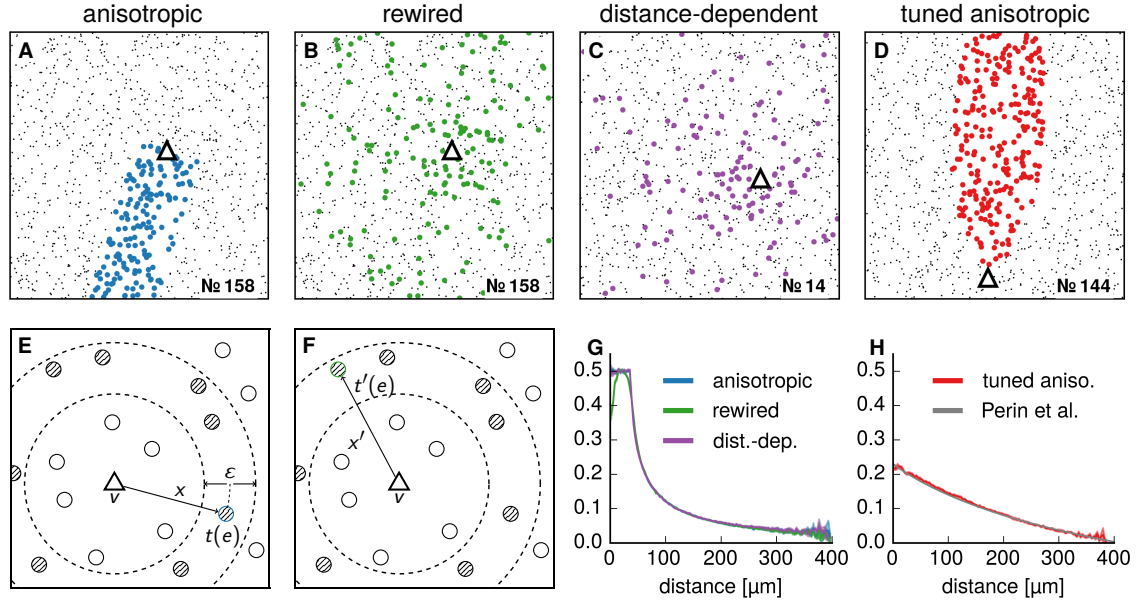 anisotropic
rewired
distance-dependent
tuned anisotropic
A
№ 158
B
№ 158
C
№ 14
D
№ 144
E
ε
x
v
t(e)
F
t′(e)
x′
v
G
0.5
0.4
0.3
0.2
0.1
0.0
anisotropic
rewired
dist.-dep.
0 100 200 300 400
distance [μm]
H
0.5
0.4
0.3
0.2
0.1
0.0
tuned aniso.
Perin et al.
0 100 200 300 400
distance [μm]